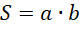 S = a · b